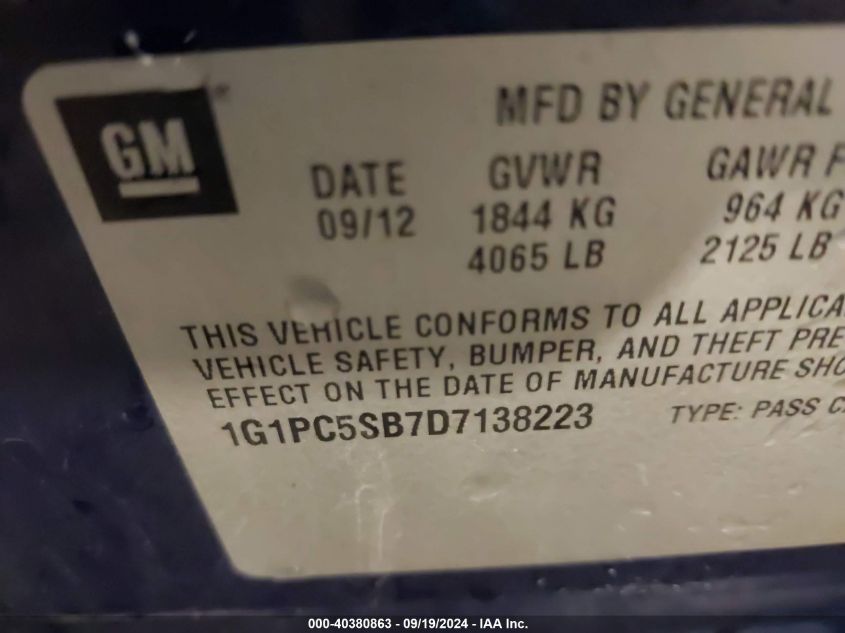 GM
MFD BY GENERAL
DATE GVWR GAWR F
09/12 1844 KG 964 KG
4065 LB 2125 LB
THIS VEHICLE CONFORMS TO ALL APPLICA
VEHICLE SAFETY, BUMPER, AND THEFT PRE
EFFECT ON THE DATE OF MANUFACTURE SHO
1G1PC5SB7D7138223 TYPE: PASS C
000-40380863 - 09/19/2024 - IAA Inc.